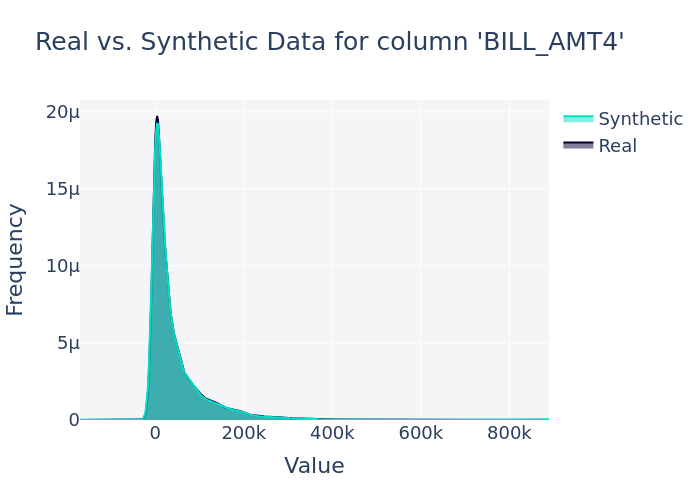 Real vs. Synthetic Data for column 'BILL_AMT4'
Synthetic
Real
Frequency
20μ
15μ
10μ
5μ
0
0
200k
400k
600k
800k
Value